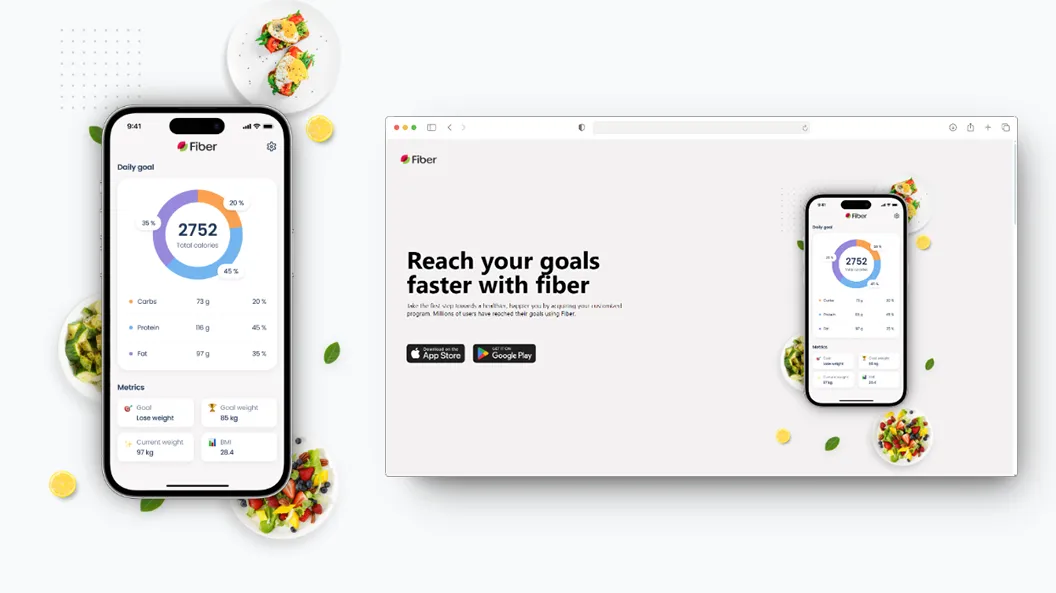 9:41
Fiber
Daily goal
20 %
35 %
2752
Total calories
45 %
Carbs 73 g 20 %
Protein 116 g 45 %
Fat 97 g 35 %
Metrics
Goal
Lose weight
Goal weight
85 kg
Current weight
97 kg
BMI
28.4
Fiber
Reach your goals
faster with fiber
Take the first step towards a healthier, happier you by acquiring your customized
program. Millions of users have reached their goals using Fiber.
Download on the
App Store
GET IT ON
Google Play
9:41
Fiber
Daily goal
20 %
35 %
2752
Total calories
45 %
Carbs 73 g 20 %
Protein 116 g 45 %
Fat 97 g 35 %
Metrics
Goal
Lose weight
Goal weight
85 kg
Current weight
97 kg
BMI
28.4